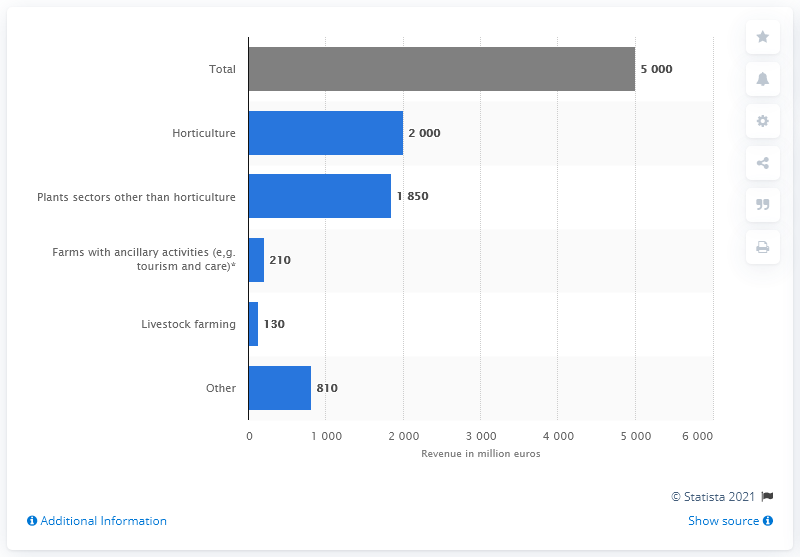 Total
5 000
Horticulture
2 000
Plants sectors other than horticulture
1 850
Farms with ancillary activities (e,g.
tourism and care)*
210
Livestock farming
130
Other
810
0 1 000 2 000 3 000 4 000 5 000 6 000
Revenue in million euros
© Statista 2021
Additional Information
Show source